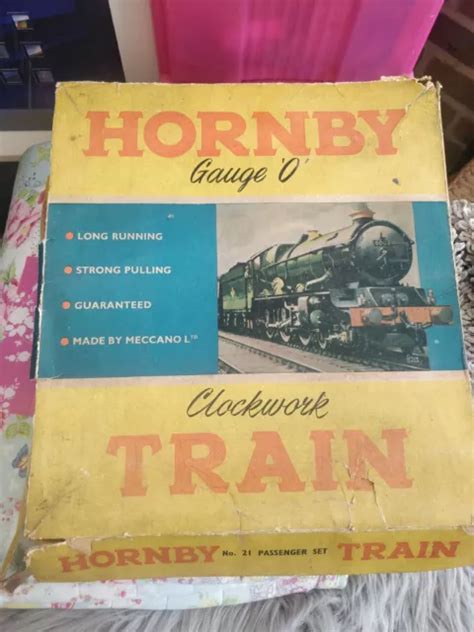 HORNBY
Gauge 'O'
• LONG RUNNING
• STRONG PULLING
• GUARANTEED
• MADE BY MECCANO LTD
Clockwork
TRAIN
HORNBY No. 21 PASSENGER SET TRAIN